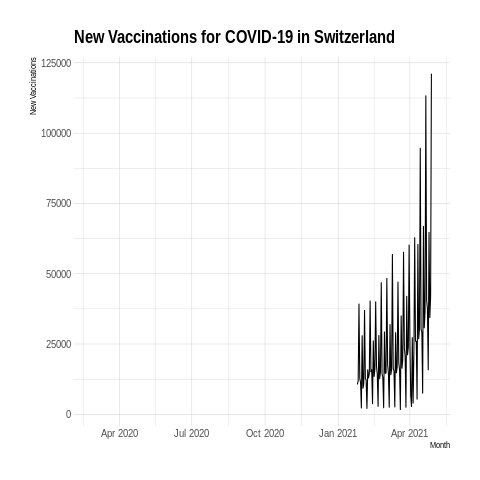 New Vaccinations for COVID-19 in Switzerland
New Vaccinations
125000
100000
75000
50000
25000
0
Apr 2020 Jul 2020 Oct 2020 Jan 2021 Apr 2021
Month